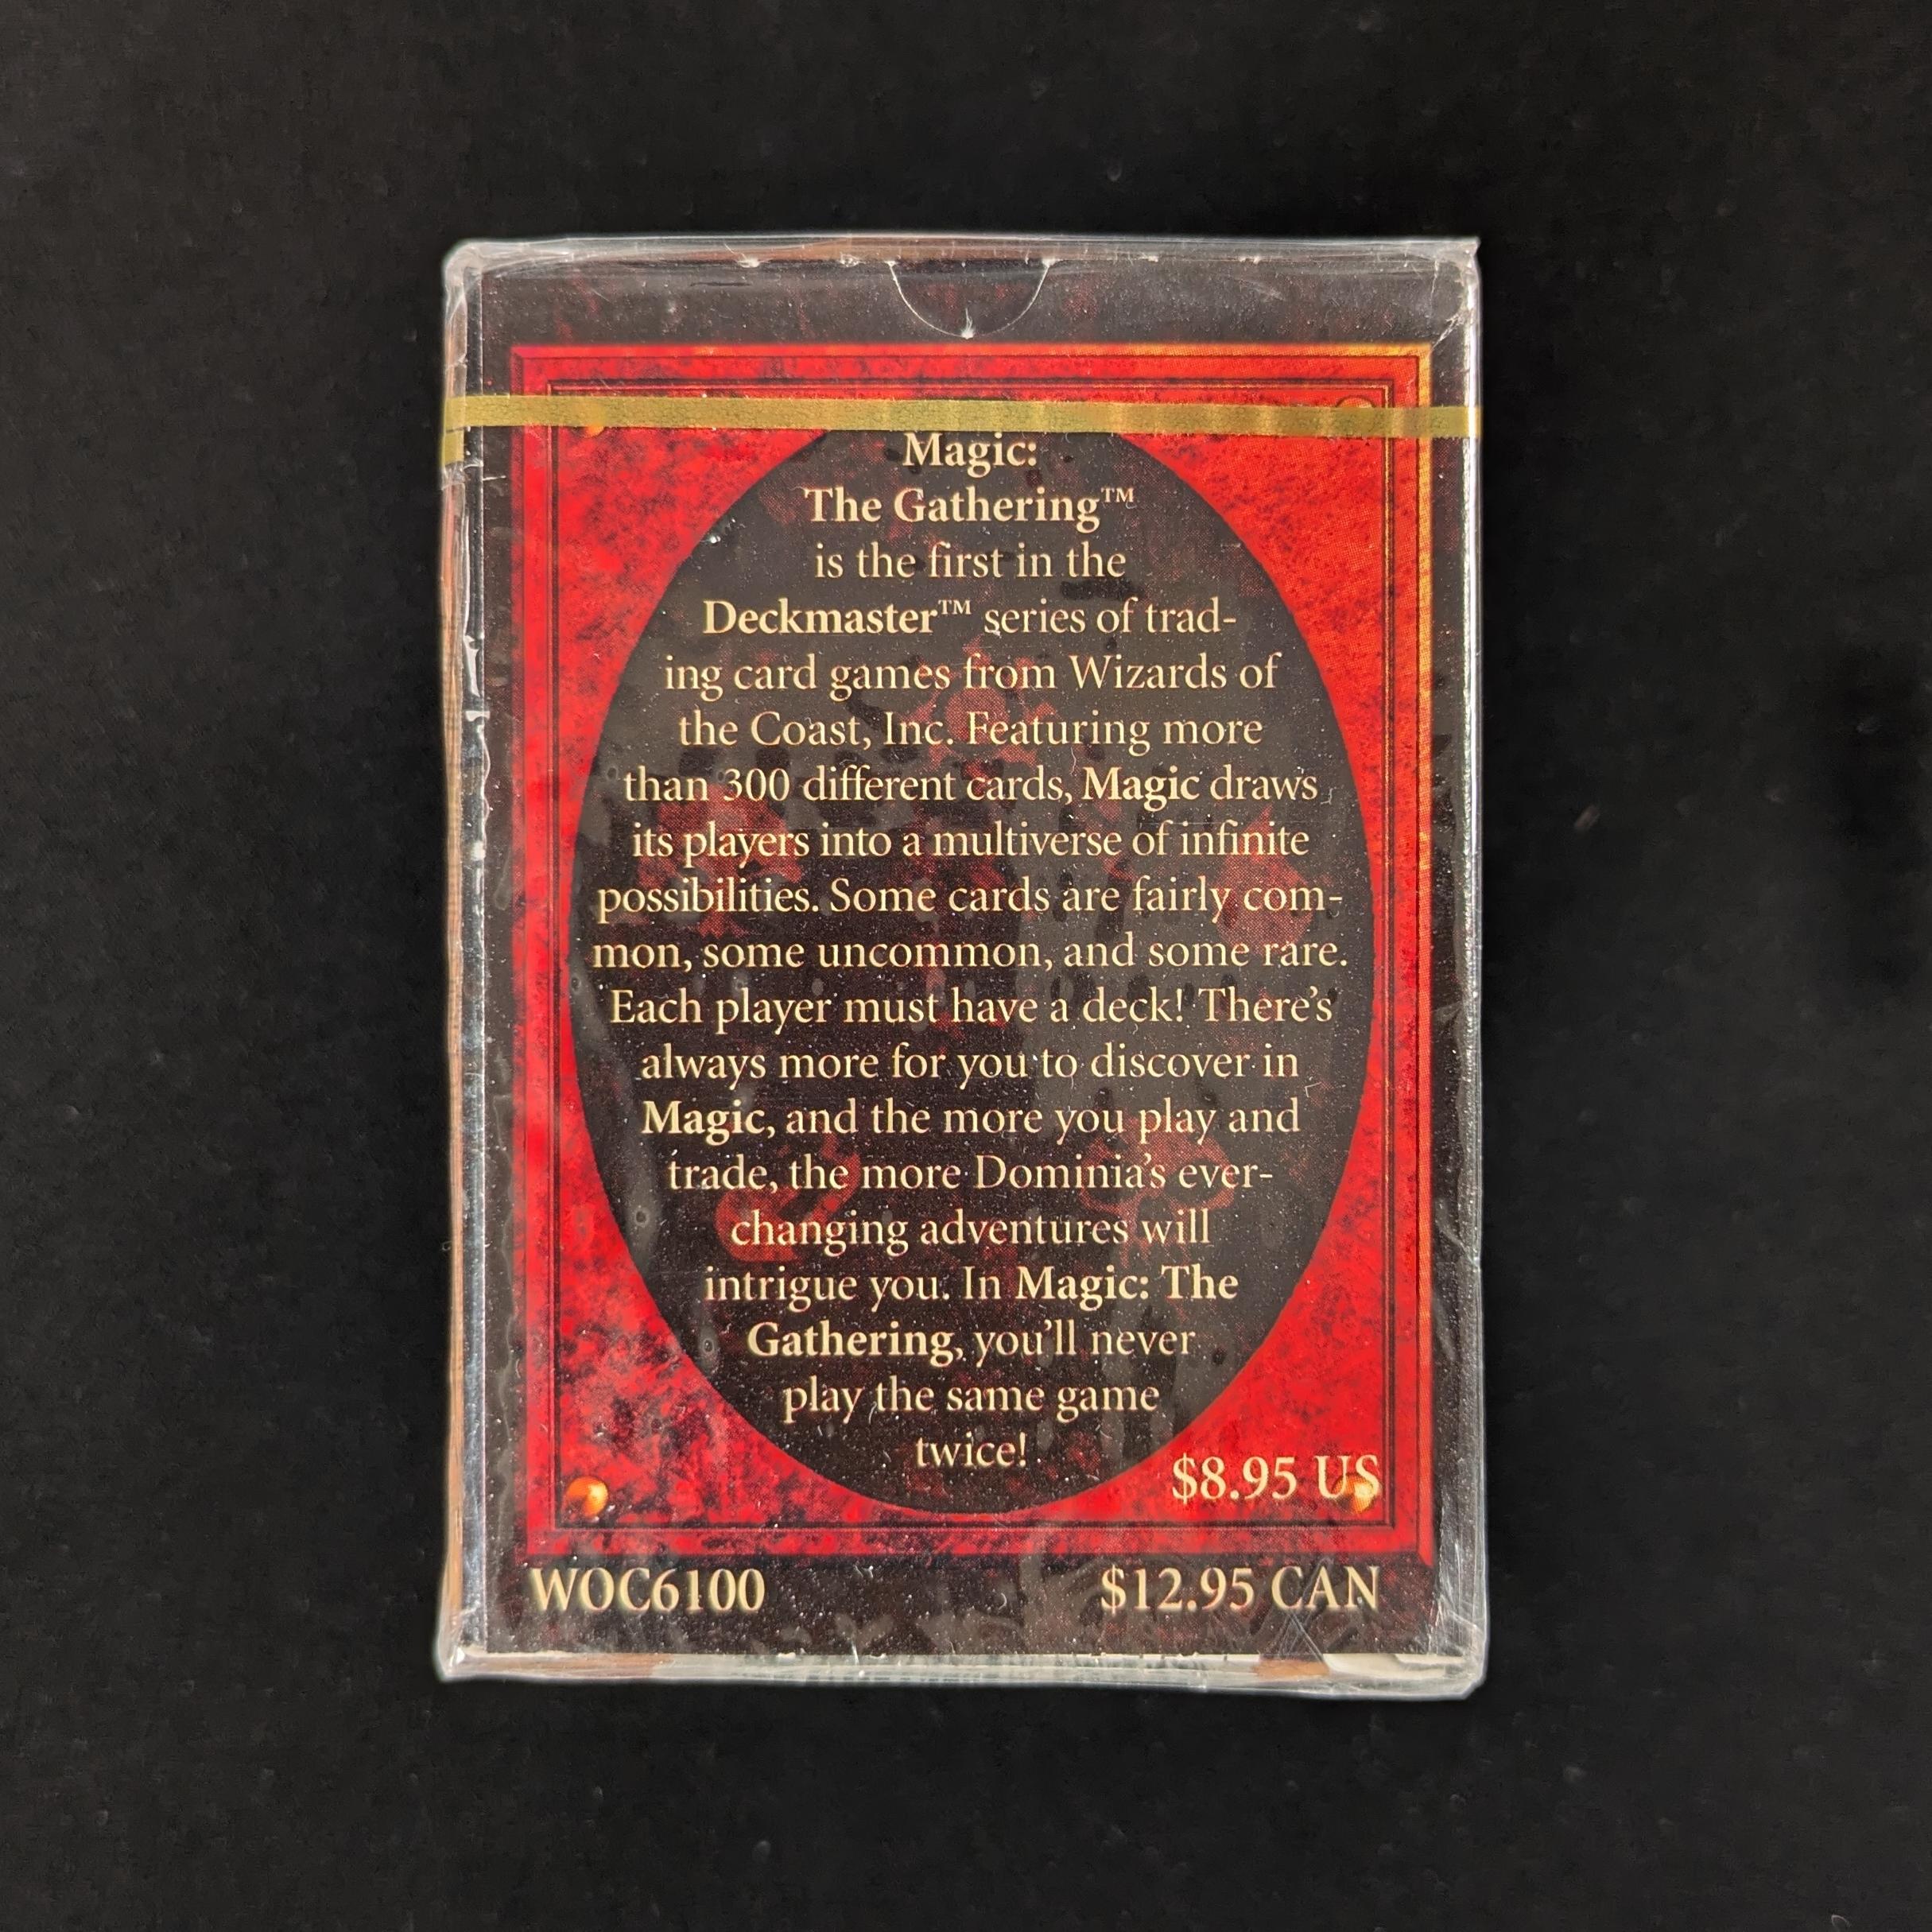 Magic:
The Gathering™
is the first in the
Deckmaster™ series of trad-
ing card games from Wizards of
the Coast, Inc. Featuring more
than 300 different cards, Magic draws
its players into a multiverse of infinite
possibilities. Some cards are fairly com-
mon, some uncommon, and some rare.
Each player must have a deck! There's
always more for you to discover in
Magic, and the more you play and
trade, the more Dominia's ever-
changing adventures will
intrigue you. In Magic: The
Gathering, you'll never
play the same game
twice!
$8.95 US
WOC6100
$12.95 CAN